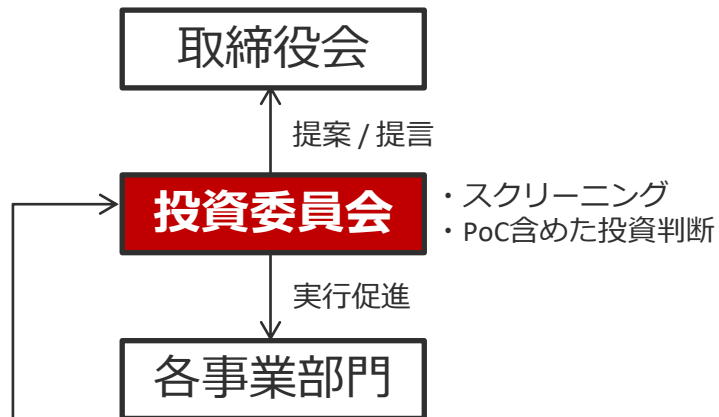 取締役会
提案 / 提言
投資委員会
・スクリーニング
・PoC含めた投資判断
実行促進
各事業部門